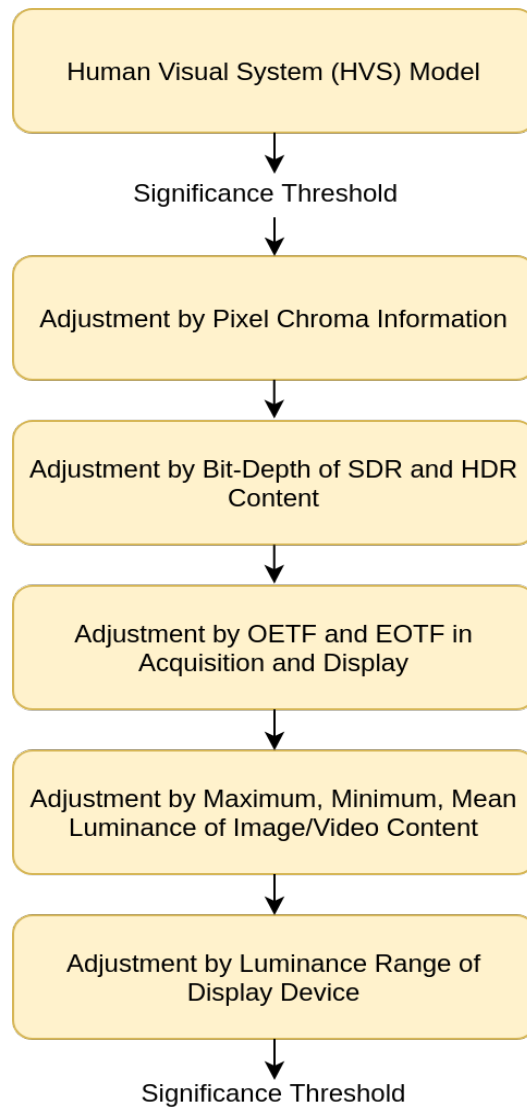 Human Visual System (HVS) Model
Significance Threshold
Adjustment by Pixel Chroma Information
Adjustment by Bit-Depth of SDR and HDR
Content
Adjustment by OETF and EOTF in
Acquisition and Display
Adjustment by Maximum, Minimum, Mean
Luminance of Image/Video Content
Adjustment by Luminance Range of
Display Device
Significance Threshold